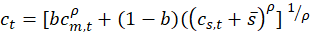 c_t = [bc_{m,t}^ρ + (1 − b)((c_{s,t} + s̄)^ρ]^{1/ρ}